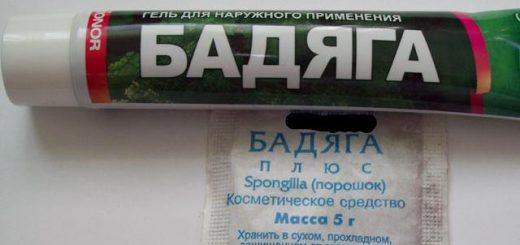 ГЕЛЬ ДЛЯ НАРУЖНОГО ПРИМЕНЕНИЯ
БАДЯГА
БАДЯГА
ПЛЮС
Spongilla (порошок)
Косметическое средство
Масса 5 г
Хранить в сухом, прохладном,